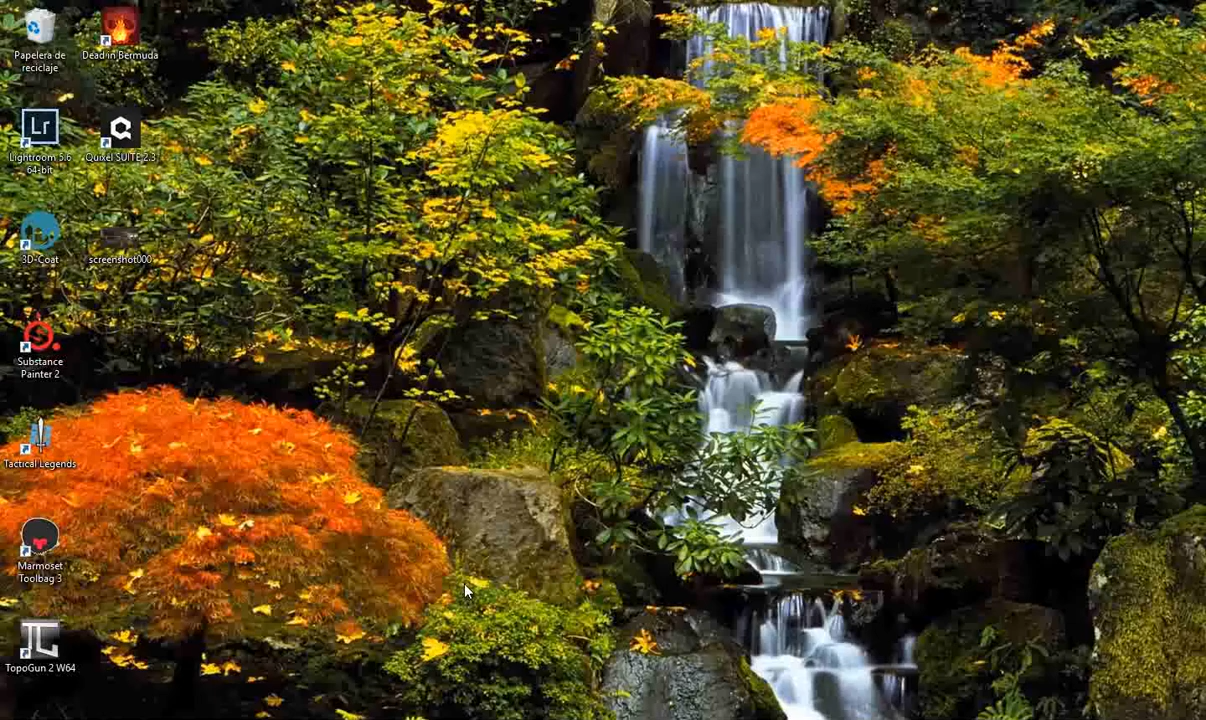 Papelera de
reciclaje
Dead in Bermuda
Lr
Lightroom 5.6
64-bit
Quixel SUITE 2.3
3D-Coat
screenshot000
Substance
Painter 2
Tactical Legends
Marmoset
Toolbag 3
TopoGun 2 W64